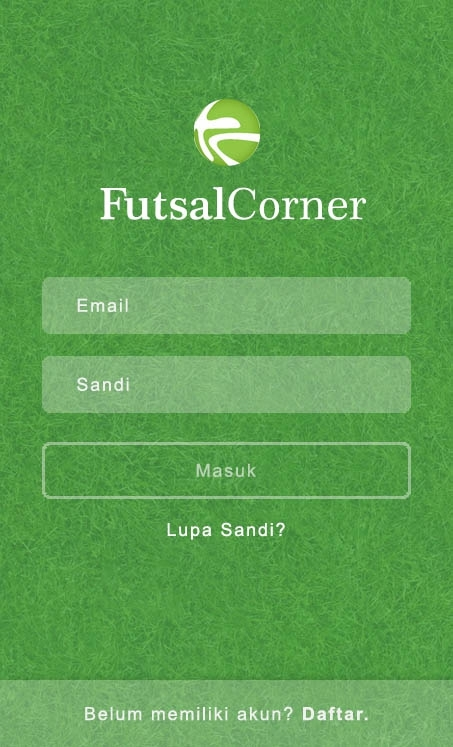 FutsalCorner
Email
Sandi
Masuk
Lupa Sandi?
Belum memiliki akun? Daftar.